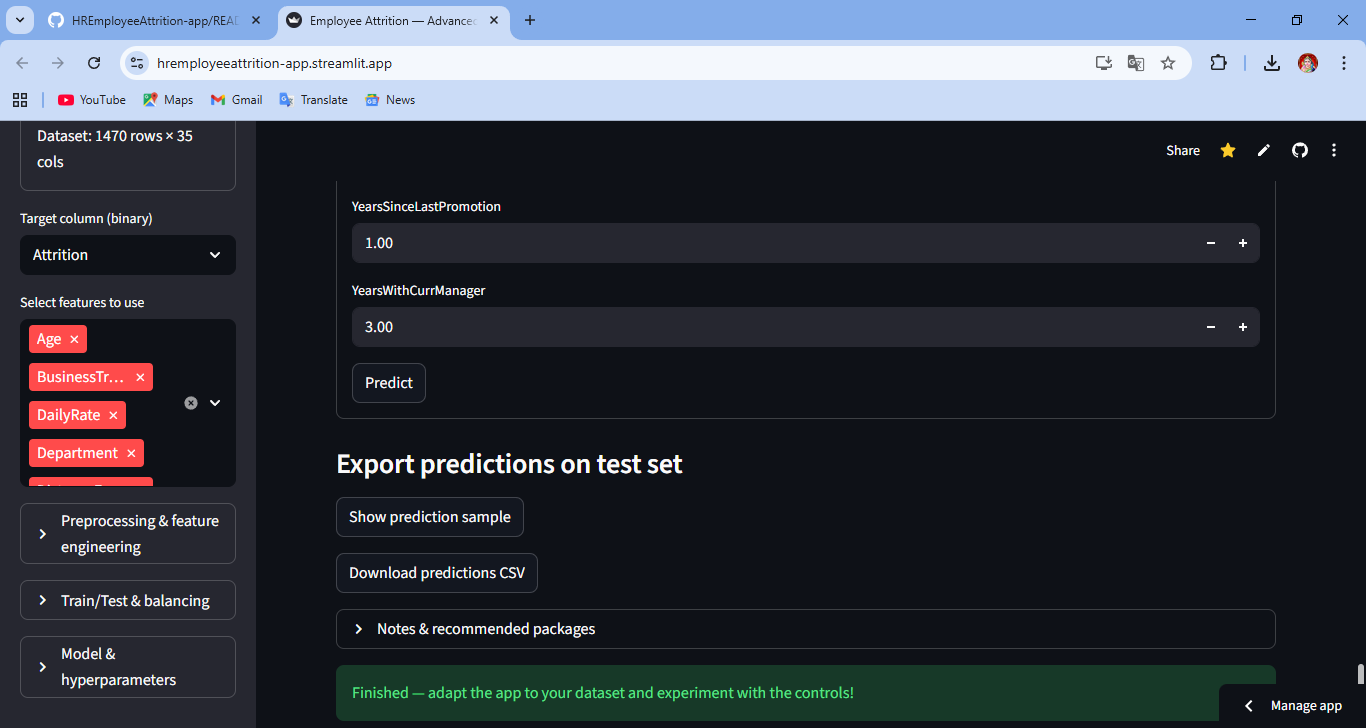 HREmployeeAttrition-app/READ
Employee Attrition — Advanced
hremployeeattrition-app.streamlit.app
YouTube
Maps
Gmail
Translate
News
Dataset: 1470 rows × 35
cols
Target column (binary)
Attrition
Select features to use
Age
BusinessTr...
DailyRate
Department
Preprocessing & feature
engineering
Train/Test & balancing
Model &
hyperparameters
Share
YearsSinceLastPromotion
1.00
YearsWithCurrManager
3.00
Predict
Export predictions on test set
Show prediction sample
Download predictions CSV
Notes & recommended packages
Finished — adapt the app to your dataset and experiment with the controls!
Manage app